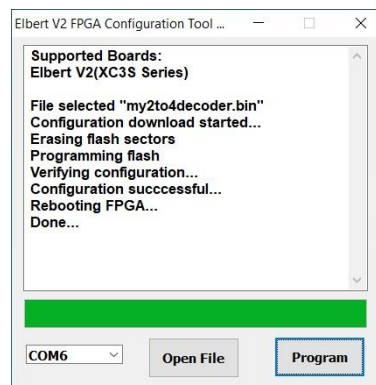 Elbert V2 FPGA Configuration Tool ...
Supported Boards:
Elbert V2(XC3S Series)
File selected "my2to4decoder.bin"
Configuration download started...
Erasing flash sectors
Programming flash
Verifying configuration...
Configuration succcessful...
Rebooting FPGA...
Done...
COM6
Open File
Program